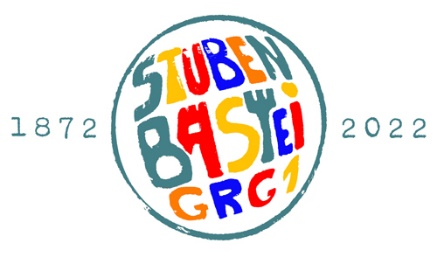 STUBEN
BASTEI
GRG1
1872
2022